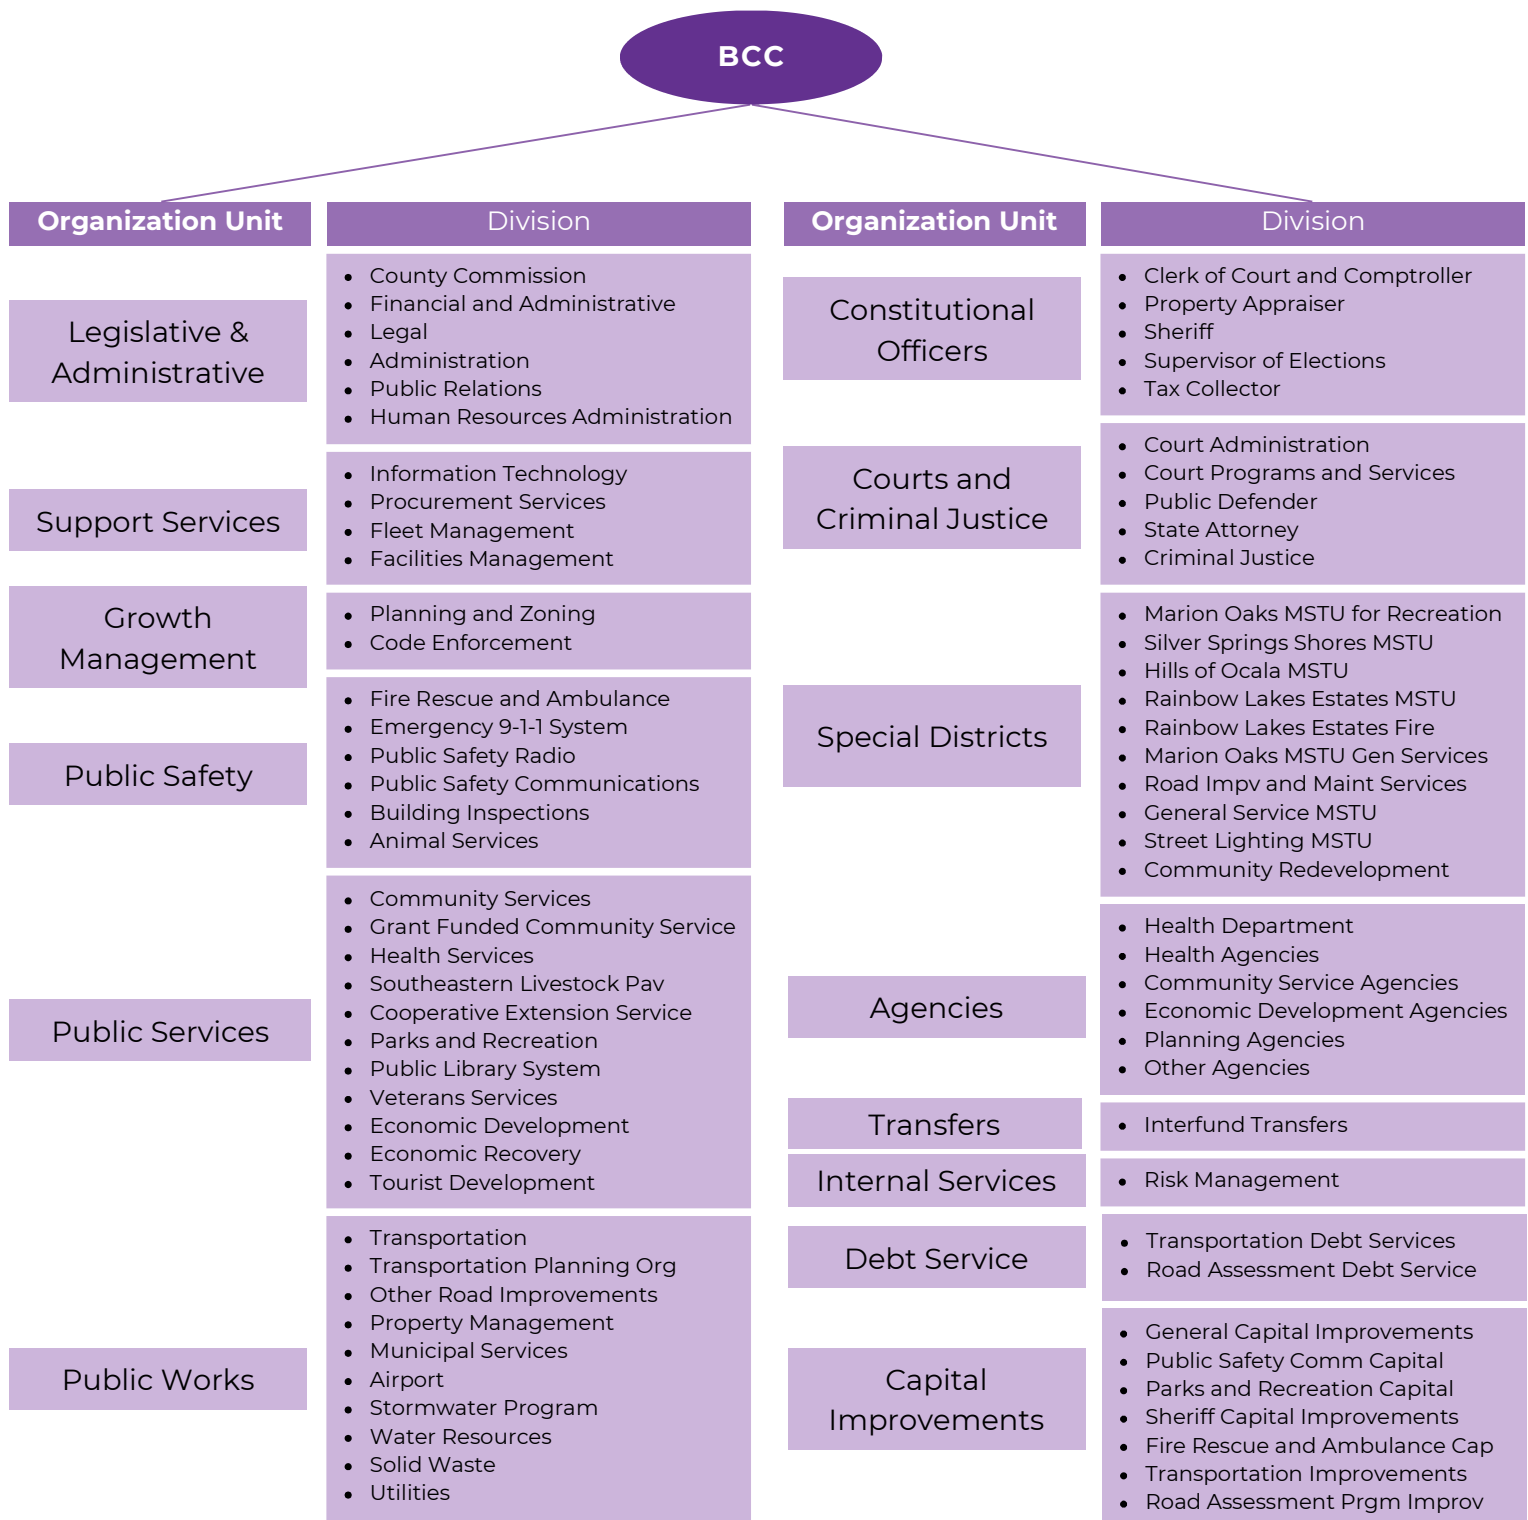 BCC
Organization Unit
Division
Legislative &
Administrative
• County Commission
• Financial and Administrative
• Legal
• Administration
• Public Relations
• Human Resources Administration
Support Services
• Information Technology
• Procurement Services
• Fleet Management
• Facilities Management
Growth
Management
• Planning and Zoning
• Code Enforcement
Public Safety
• Fire Rescue and Ambulance
• Emergency 9-1-1 System
• Public Safety Radio
• Public Safety Communications
• Building Inspections
• Animal Services
Public Services
• Community Services
• Grant Funded Community Service
• Health Services
• Southeastern Livestock Pav
• Cooperative Extension Service
• Parks and Recreation
• Public Library System
• Veterans Services
• Economic Development
• Economic Recovery
• Tourist Development
Public Works
• Transportation
• Transportation Planning Org
• Other Road Improvements
• Property Management
• Municipal Services
• Airport
• Stormwater Program
• Water Resources
• Solid Waste
• Utilities
Organization Unit
Division
Constitutional
Officers
• Clerk of Court and Comptroller
• Property Appraiser
• Sheriff
• Supervisor of Elections
• Tax Collector
Courts and
Criminal Justice
• Court Administration
• Court Programs and Services
• Public Defender
• State Attorney
• Criminal Justice
Special Districts
• Marion Oaks MSTU for Recreation
• Silver Springs Shores MSTU
• Hills of Ocala MSTU
• Rainbow Lakes Estates MSTU
• Rainbow Lakes Estates Fire
• Marion Oaks MSTU Gen Services
• Road Impv and Maint Services
• General Service MSTU
• Street Lighting MSTU
• Community Redevelopment
Agencies
• Health Department
• Health Agencies
• Community Service Agencies
• Economic Development Agencies
• Planning Agencies
• Other Agencies
Transfers
• Interfund Transfers
Internal Services
• Risk Management
Debt Service
• Transportation Debt Services
• Road Assessment Debt Service
Capital
Improvements
• General Capital Improvements
• Public Safety Comm Capital
• Parks and Recreation Capital
• Sheriff Capital Improvements
• Fire Rescue and Ambulance Cap
• Transportation Improvements
• Road Assessment Prgm Improv